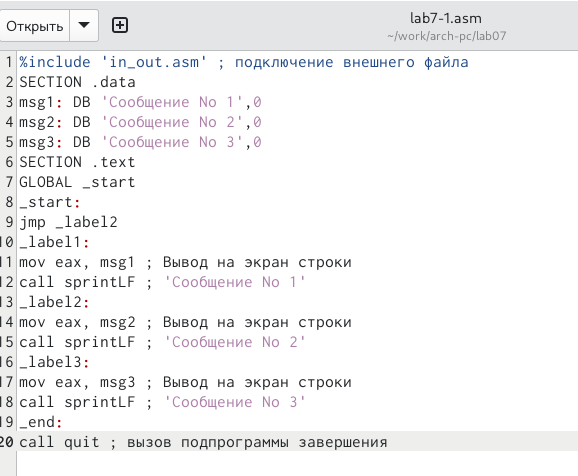 Открыть
lab7-1.asm
~/work/arch-pc/lab07
1 %include 'in_out.asm' ; подключение внешнего файла
2 SECTION .data
3 msg1: DB 'Сообщение No 1',0
4 msg2: DB 'Сообщение No 2',0
5 msg3: DB 'Сообщение No 3',0
6 SECTION .text
7 GLOBAL _start
8 _start:
9 jmp _label2
10 _label1:
11 mov eax, msg1 ; Вывод на экран строки
12 call sprintLF ; 'Сообщение No 1'
13 _label2:
14 mov eax, msg2 ; Вывод на экран строки
15 call sprintLF ; 'Сообщение No 2'
16 _label3:
17 mov eax, msg3 ; Вывод на экран строки
18 call sprintLF ; 'Сообщение No 3'
19 _end:
20 call quit ; вызов подпрограммы завершения